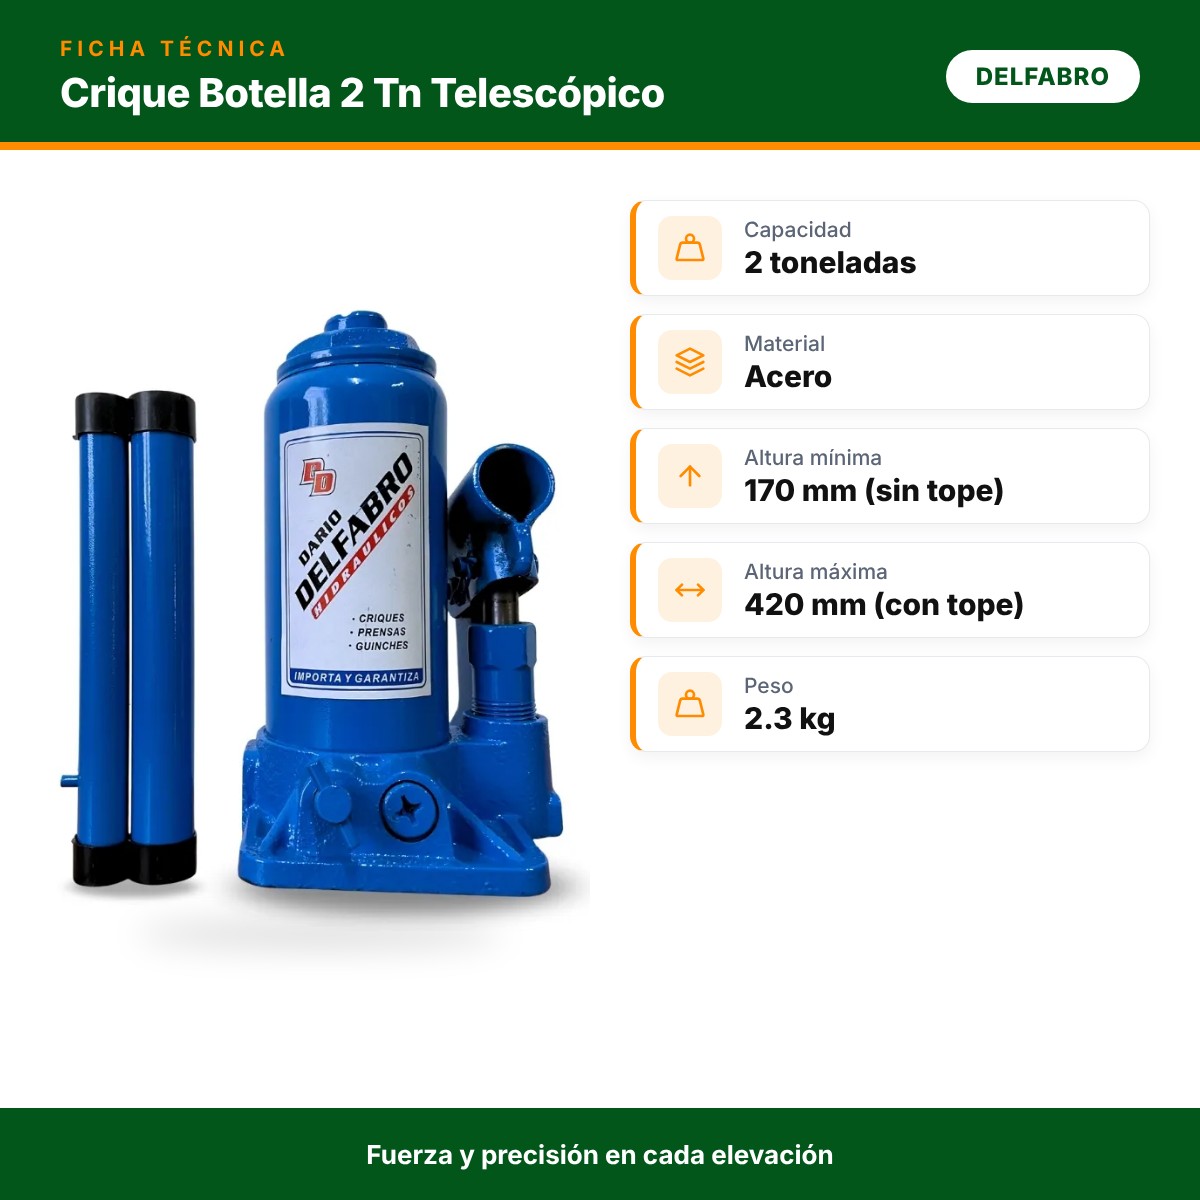 FICHA TÉCNICA
Crique Botella 2 Tn Telescópico
DELFABRO
Capacidad
2 toneladas
Material
Acero
Altura mínima
170 mm (sin tope)
Altura máxima
420 mm (con tope)
Peso
2.3 kg
DD
DARIO
DELFABRO
HIDRAULICOS
· CRIQUES
· PRENSAS
· GUINCHES
IMPORTA Y GARANTIZA
Fuerza y precisión en cada elevación